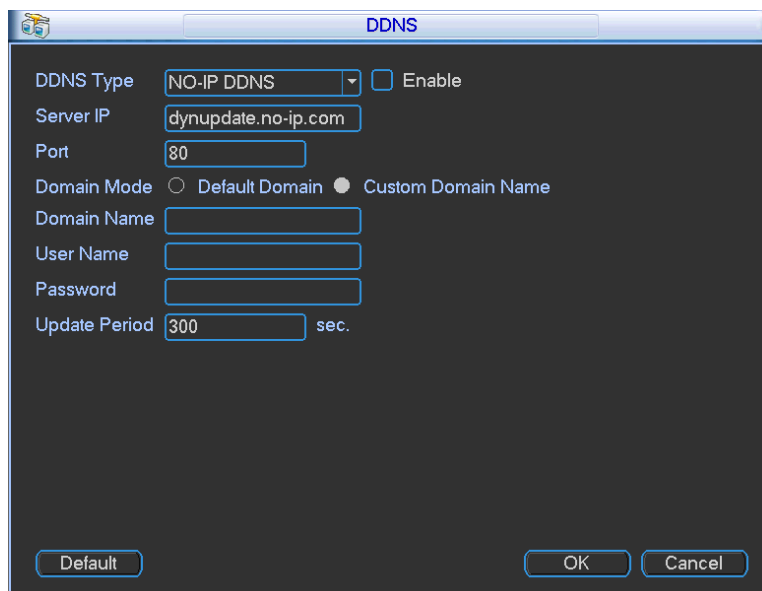 DDNS
DDNS Type NO-IP DDNS Enable
Server IP dynupdate.no-ip.com
Port 80
Domain Mode Default Domain Custom Domain Name
Domain Name
User Name
Password
Update Period 300 sec.
Default OK Cancel